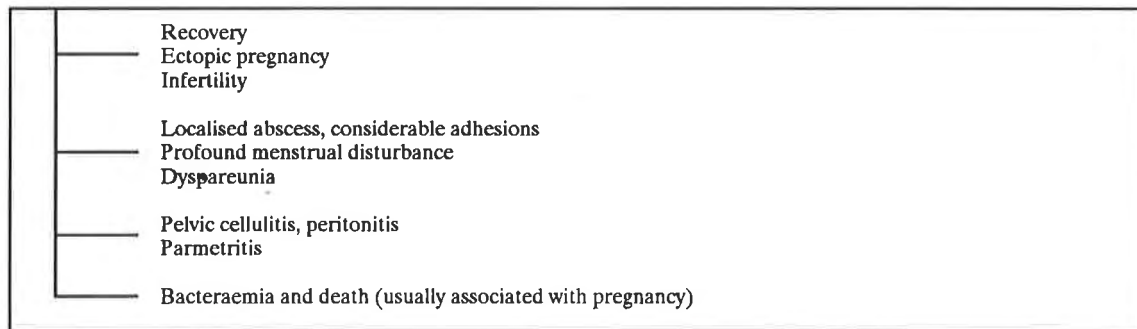 Recovery
Ectopic pregnancy
Infertility
Localised abscess, considerable adhesions
Profound menstrual disturbance
Dyspareunia
Pelvic cellulitis, peritonitis
Parmetritis
Bacteraemia and death (usually associated with pregnancy)